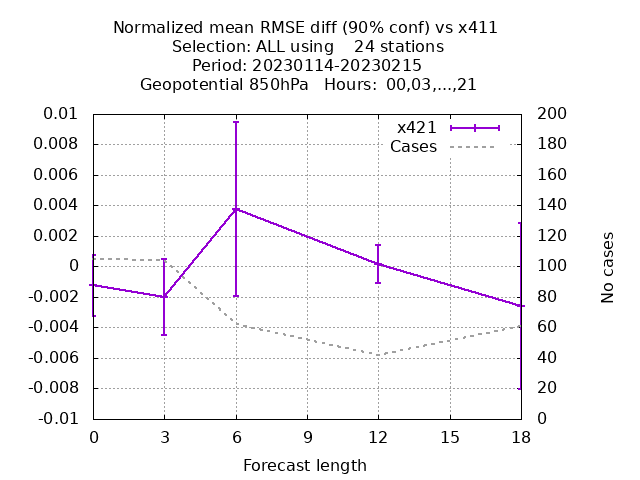 Normalized mean RMSE diff (90% conf) vs x411
Selection: ALL using    24 stations
Period: 20230114-20230215
Geopotential 850hPa   Hours:  00,03,...,21
x421
Cases
0.01
0.008
0.006
0.004
0.002
0
-0.002
-0.004
-0.006
-0.008
-0.01
200
180
160
140
120
100
80
60
40
20
0
No cases
0 3 6 9 12 15 18
Forecast length